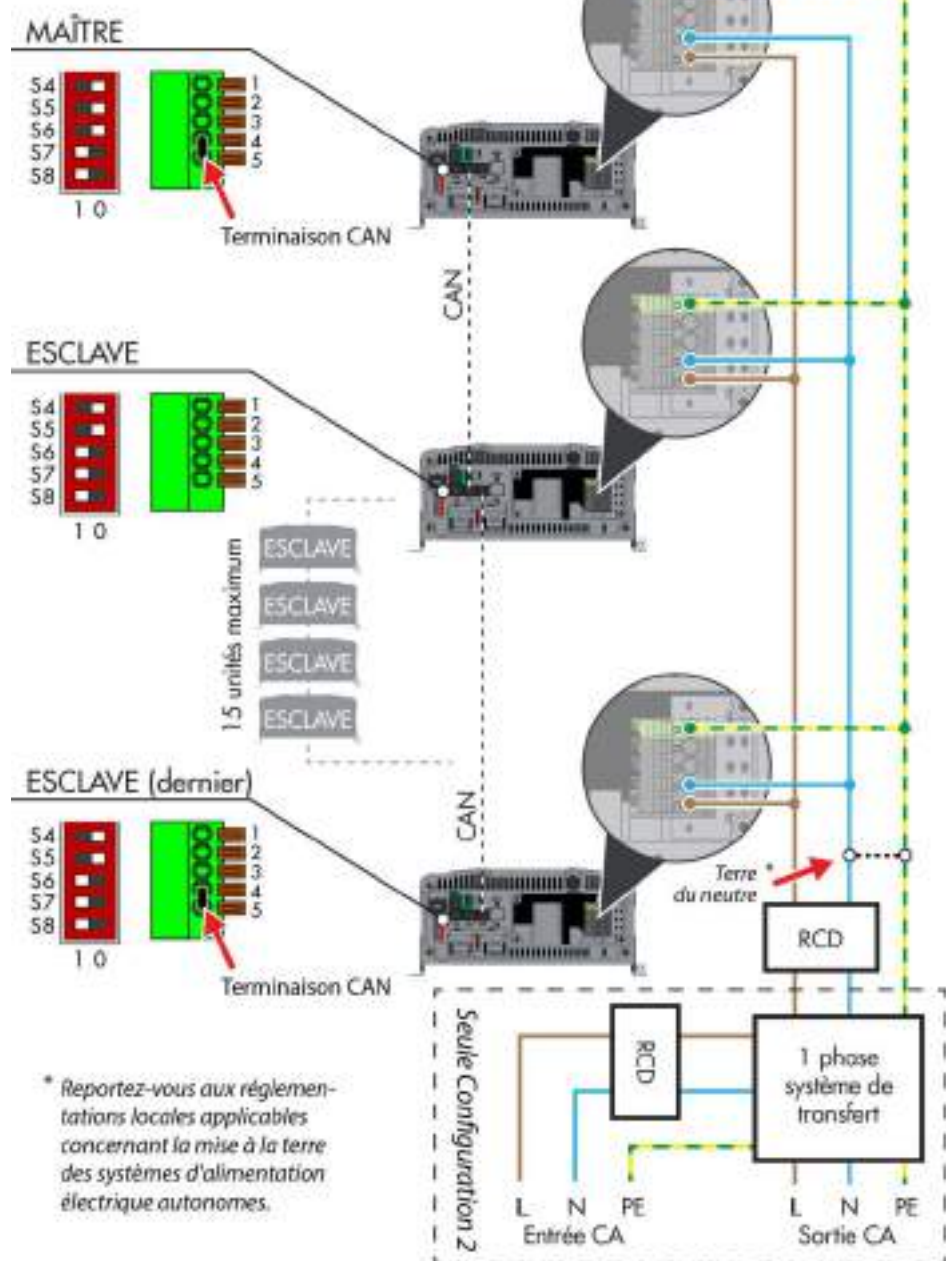 MAÎTRE
S4
S5
S6
S7
S8
1 0
1
2
3
4
5
Terminaison CAN
CAN
ESCLAVE
S4
S5
S6
S7
S8
1 0
1
2
3
4
5
15 unités maximum
ESCLAVE
ESCLAVE
ESCLAVE
ESCLAVE
CAN
ESCLAVE (dernier)
S4
S5
S6
S7
S8
1 0
1
2
3
4
5
Terminaison CAN
Terre *
du neutre
RCD
Seule Configuration 2
RCD
1 phase
système de
transfert
L N PE
Entrée CA
L N PE
Sortie CA
* Reportez-vous aux réglemen-
tations locales applicables
concernant la mise à la terre
des systèmes d'alimentation
électrique autonomes.